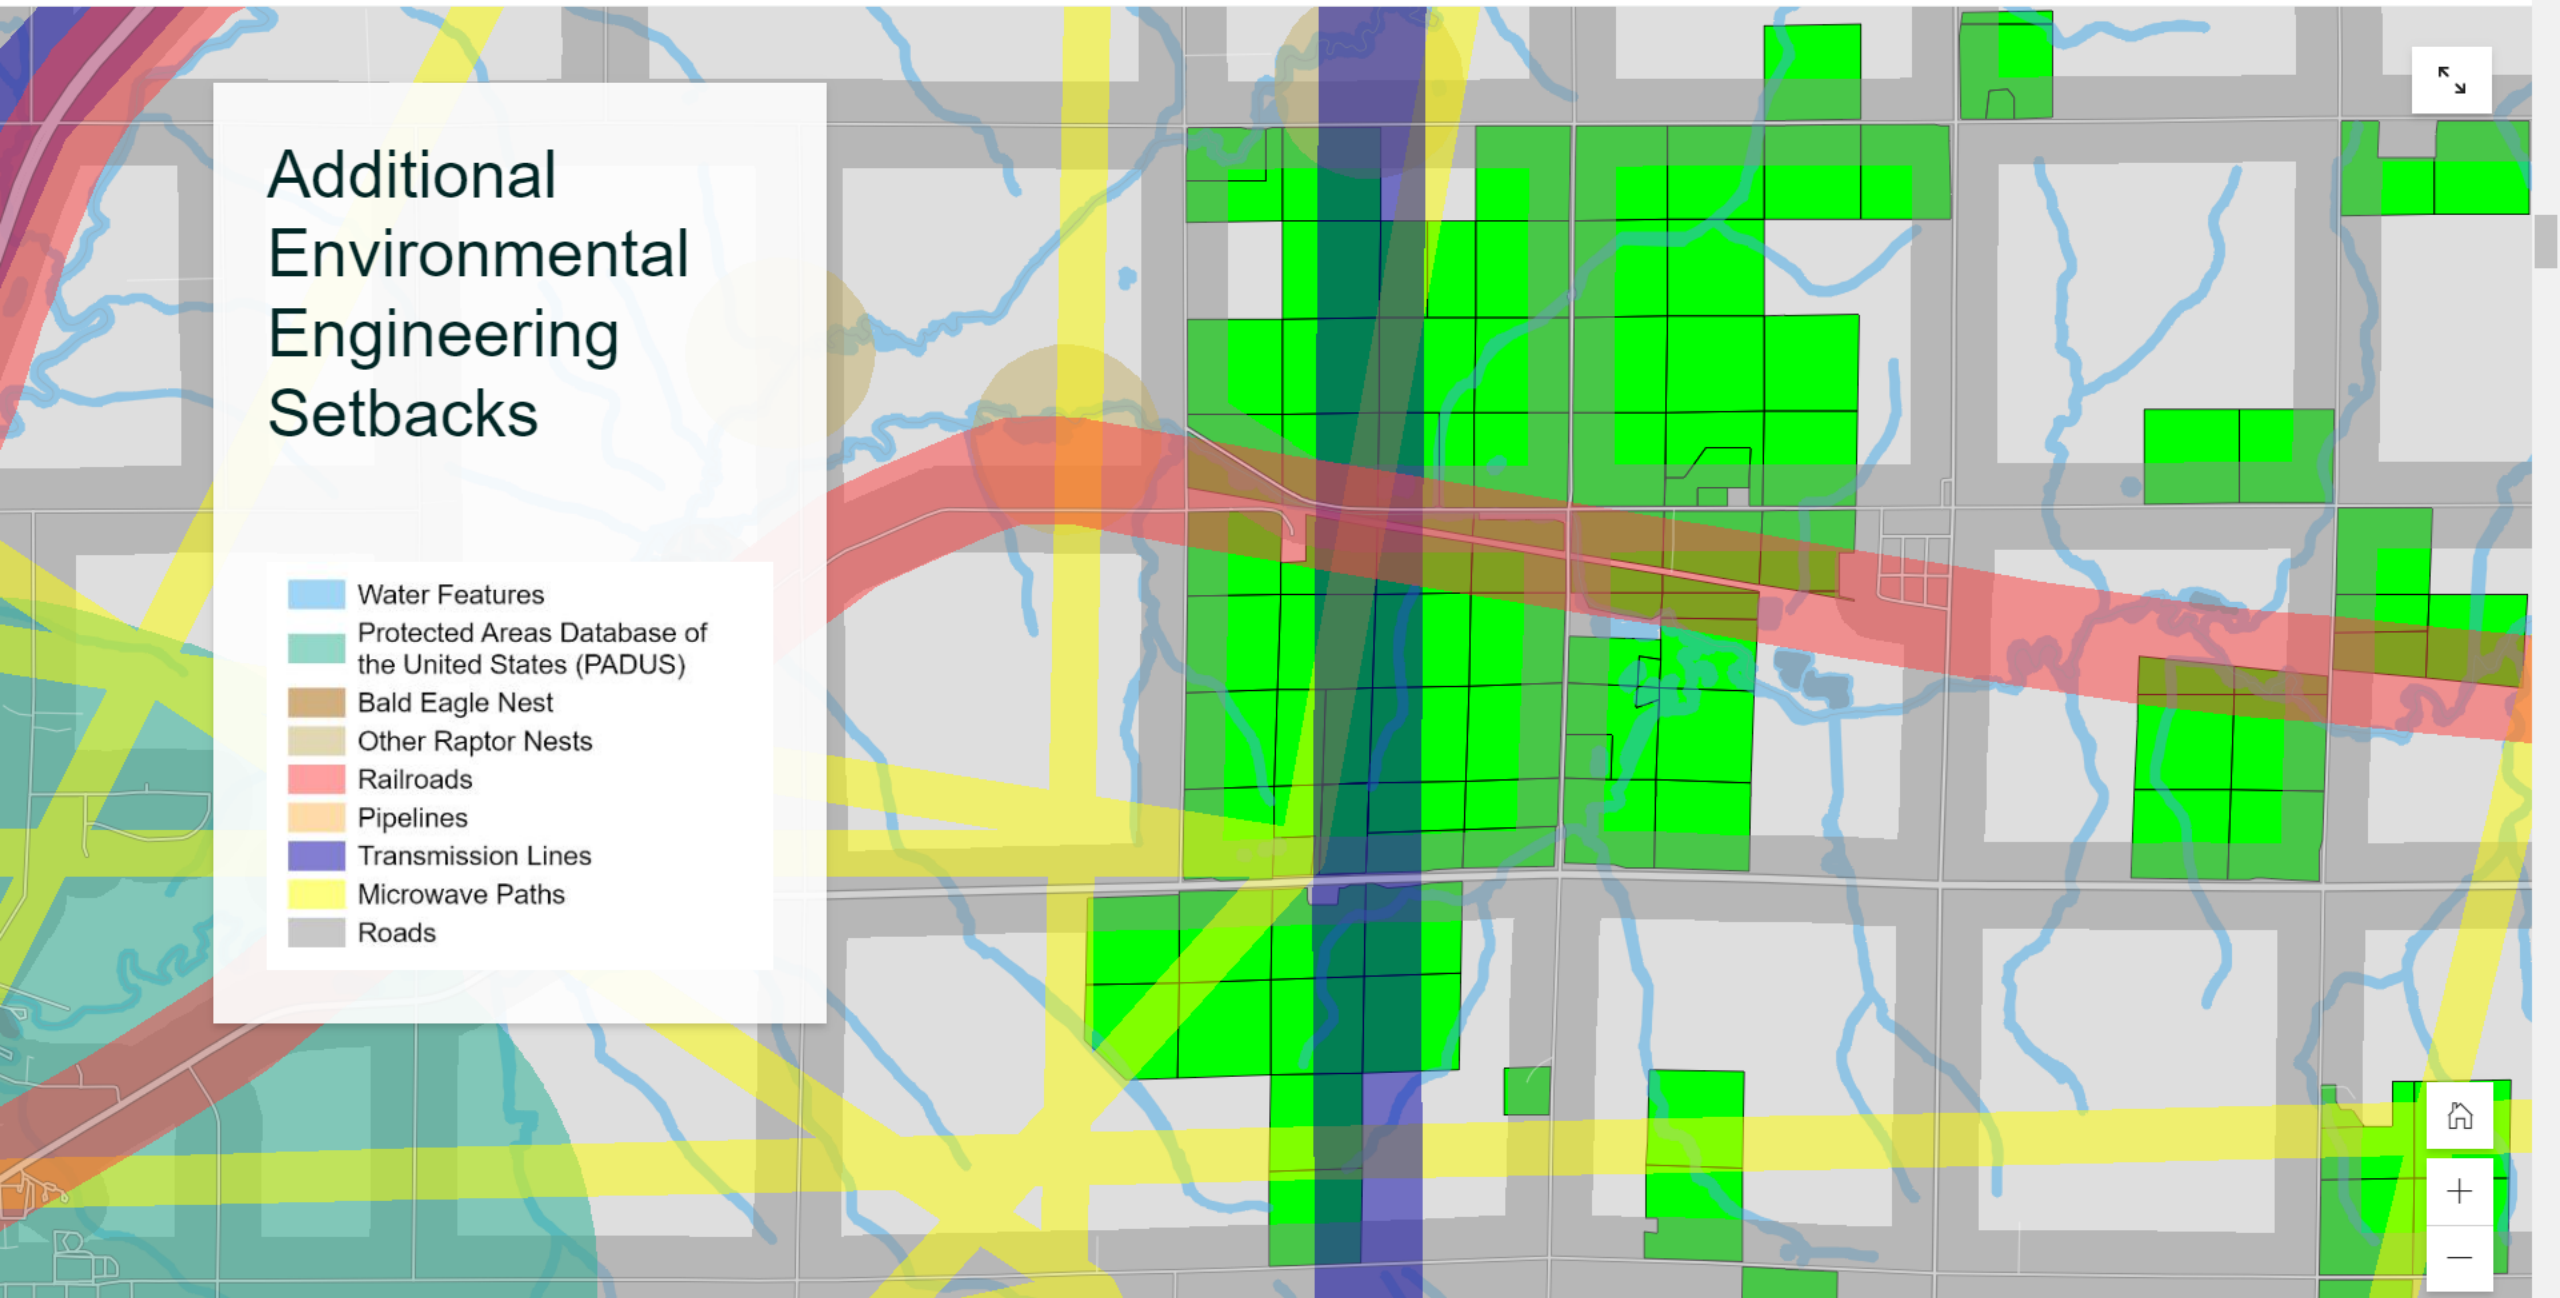 Additional
Environmental
Engineering
Setbacks
Water Features
Protected Areas Database of
the United States (PADUS)
Bald Eagle Nest
Other Raptor Nests
Railroads
Pipelines
Transmission Lines
Microwave Paths
Roads